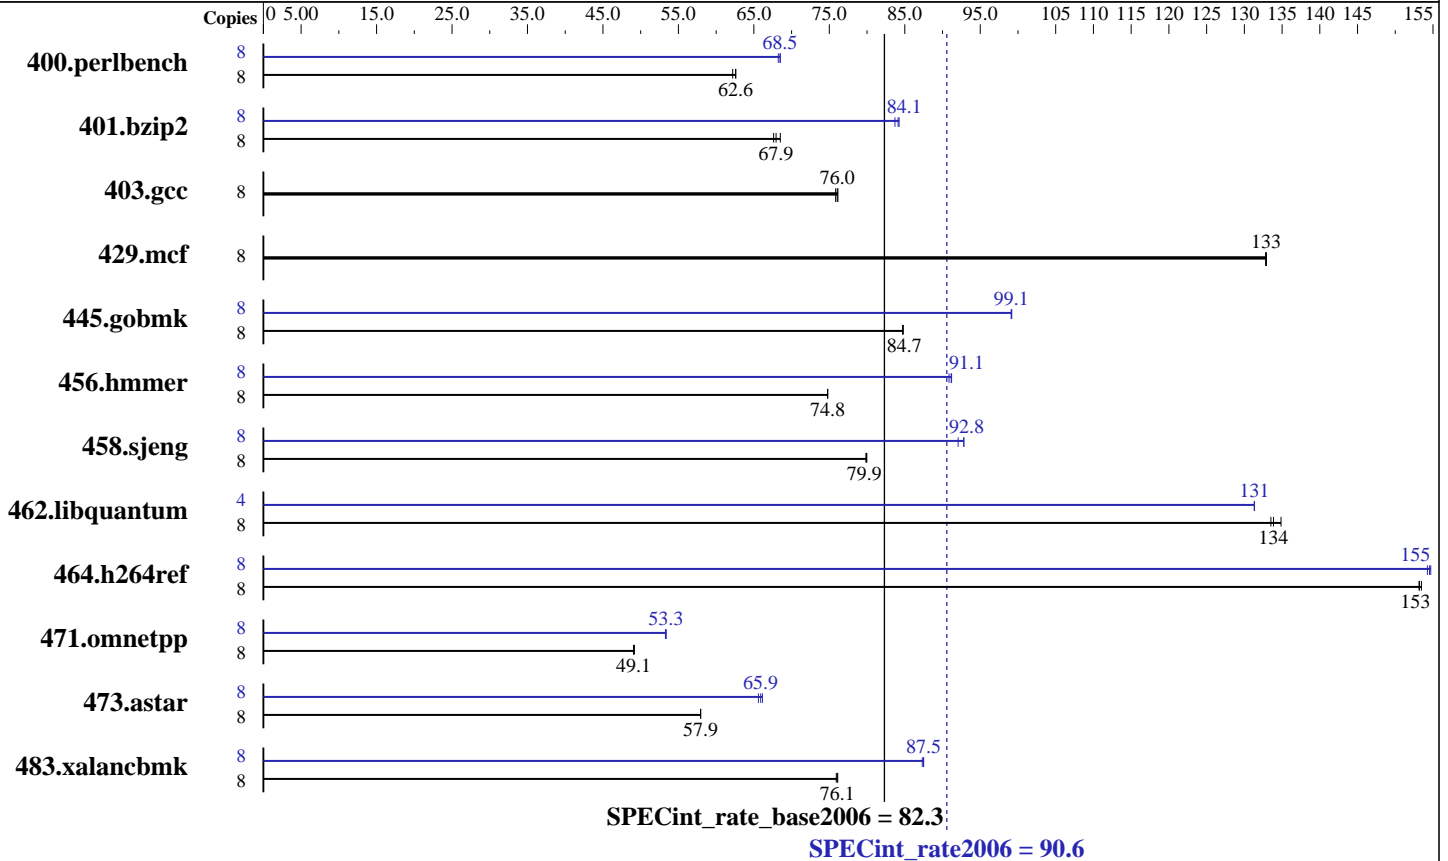 Copies 0 5.00 15.0 25.0 35.0 45.0 55.0 65.0 75.0 85.0 95.0 105 110 115 120 125 130 135 140 145 155
400.perlbench 8 68.5
8 62.6
401.bzip2 8 84.1
8 67.9
403.gcc 8 76.0
429.mcf 8 133
445.gobmk 8 99.1
8 84.7
456.hmmer 8 91.1
8 74.8
458.sjeng 8 92.8
8 79.9
462.libquantum 4 131
8 134
464.h264ref 8 155
8 153
471.omnetpp 8 53.3
8 49.1
473.astar 8 65.9
8 57.9
483.xalancbmk 8 87.5
8 76.1
SPECint_rate_base2006 = 82.3
SPECint_rate2006 = 90.6